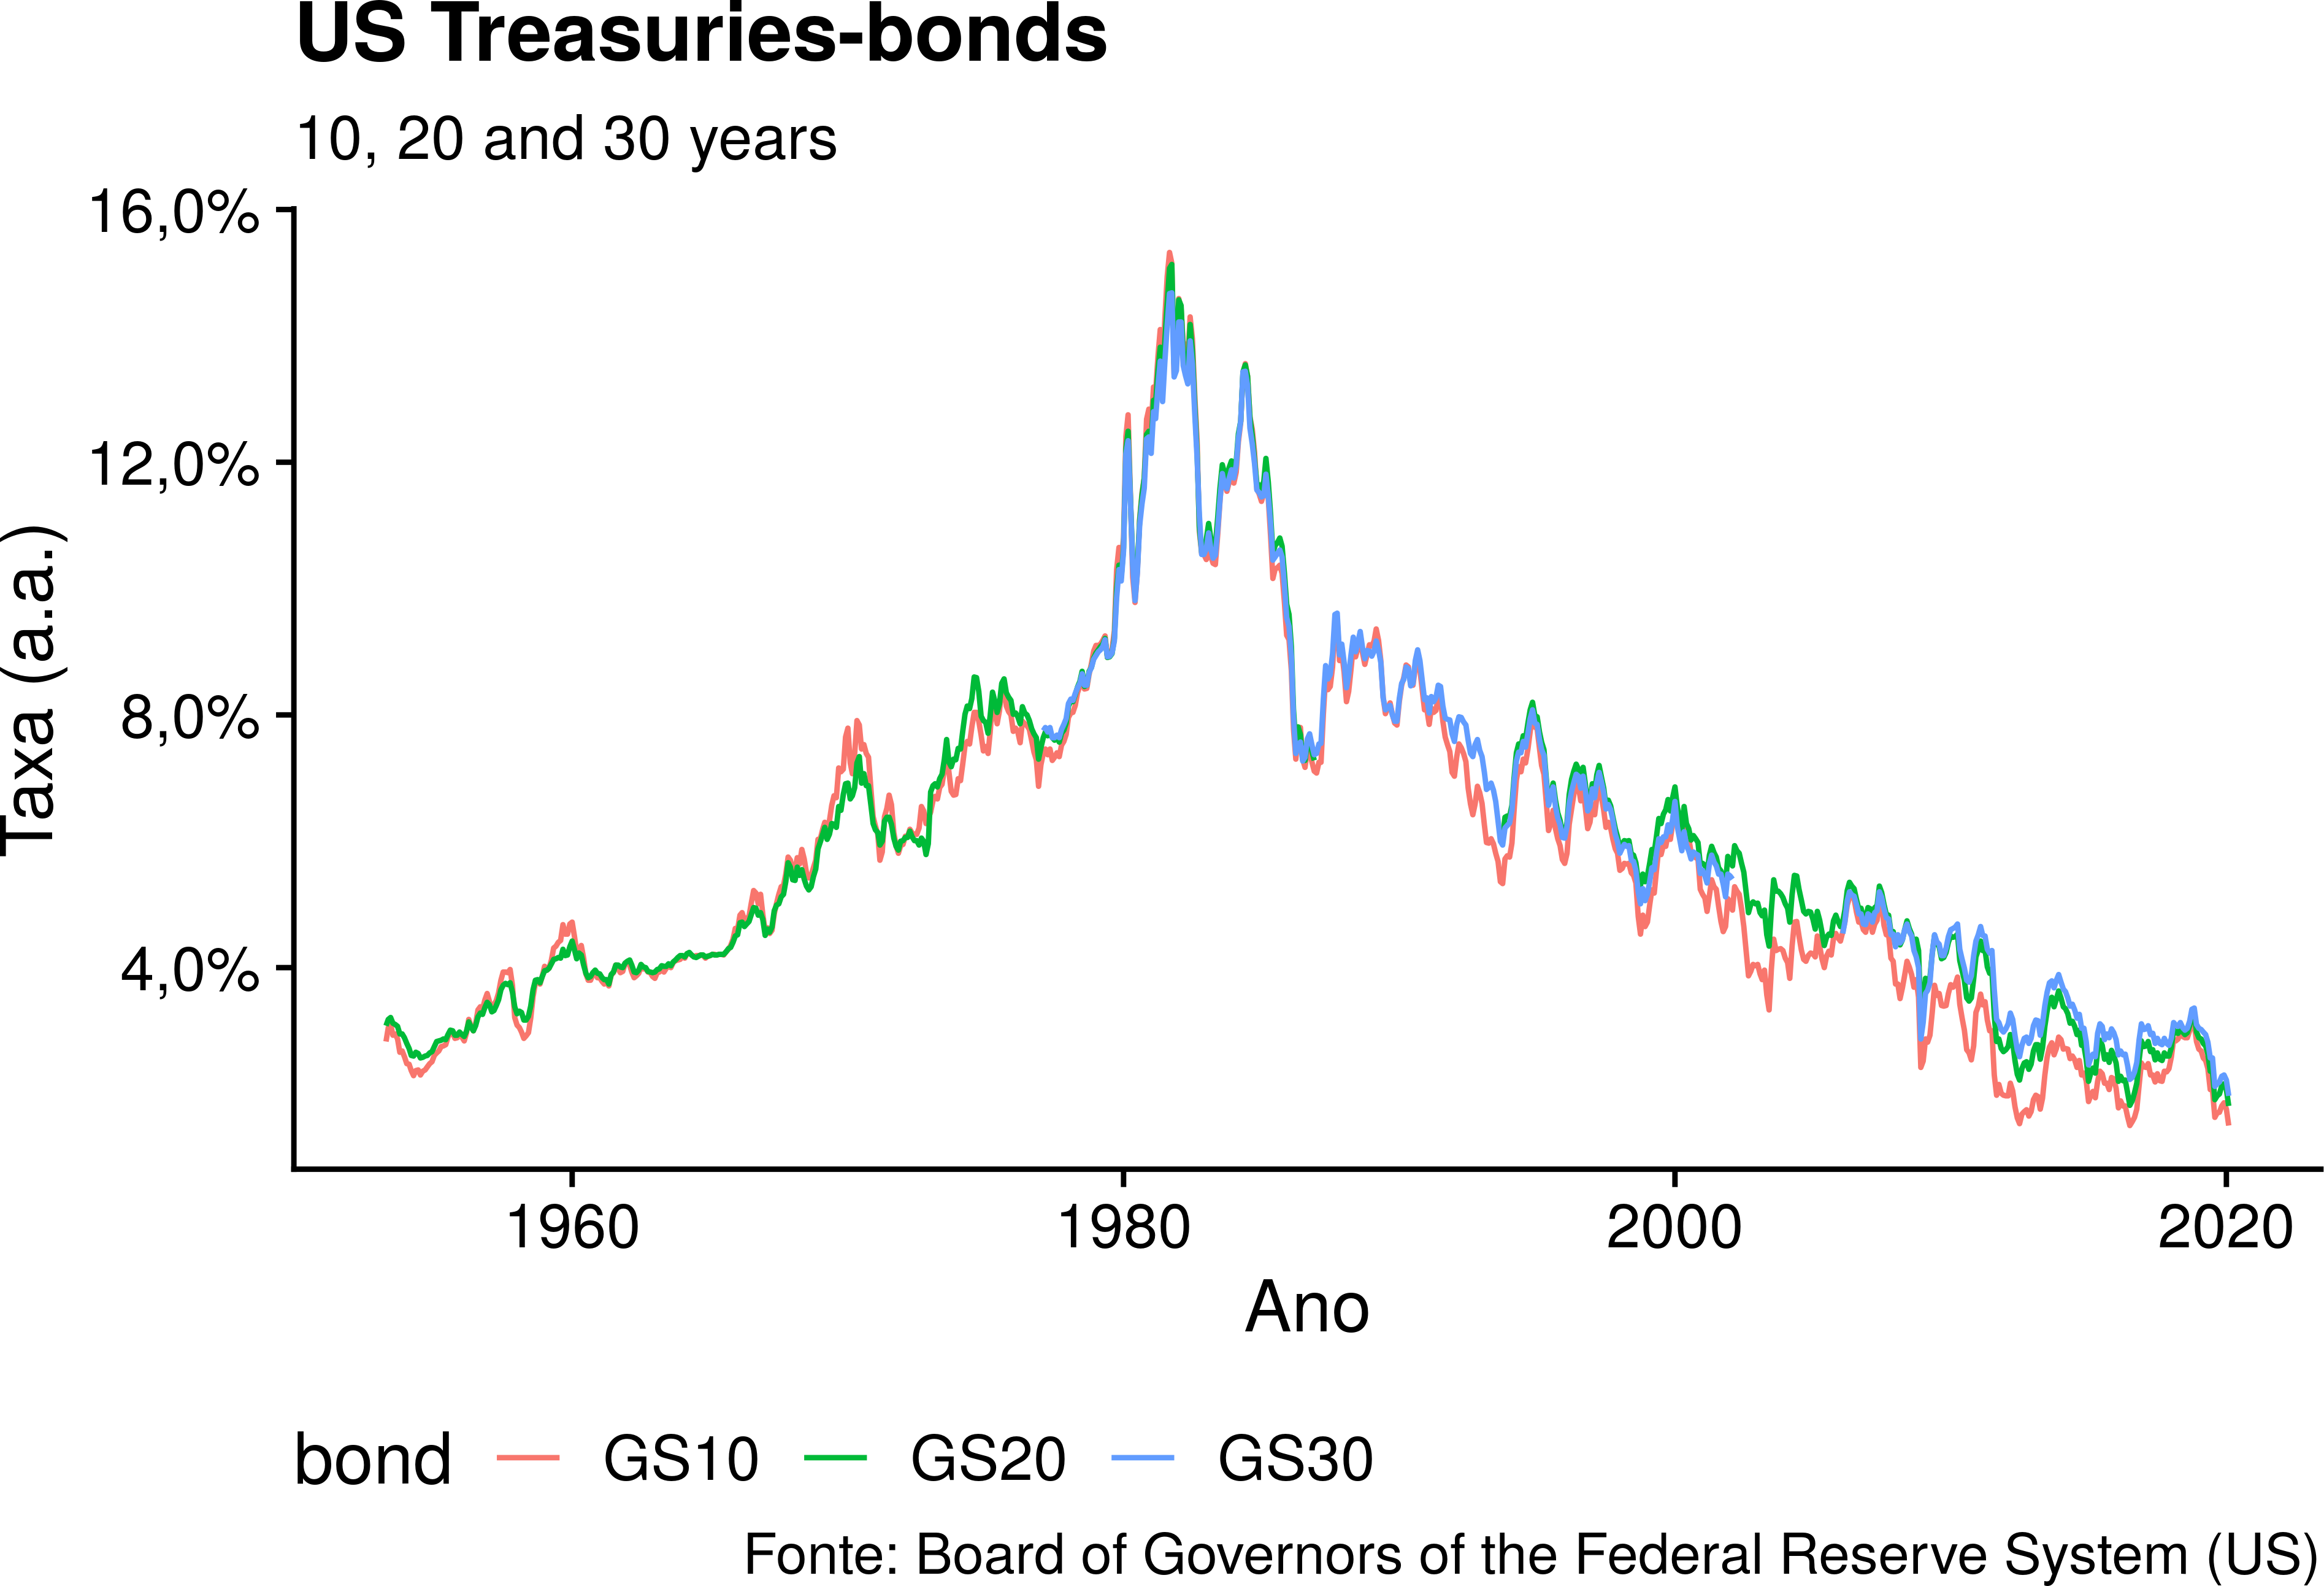 US Treasuries-bonds
10, 20 and 30 years
16,0%
12,0%
8,0%
4,0%
Taxa (a.a.)
1960 1980 2000 2020
Ano
bond GS10 GS20 GS30
Fonte: Board of Governors of the Federal Reserve System (US)